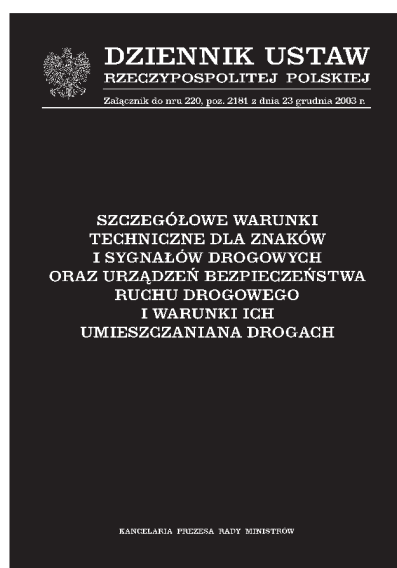 DZIENNIK USTAW
RZECZYPOSPOLITEJ POLSKIEJ
Załącznik do nru 220, poz. 2181 z dnia 23 grudnia 2003 r.
SZCZEGÓŁOWE WARUNKI
TECHNICZNE DLA ZNAKÓW
I SYGNAŁÓW DROGOWYCH
ORAZ URZĄDZEŃ BEZPIECZEŃSTWA
RUCHU DROGOWEGO
I WARUNKI ICH
UMIESZCZANIANA DROGACH
KANCELARIA PREZESA RADY MINISTRÓW